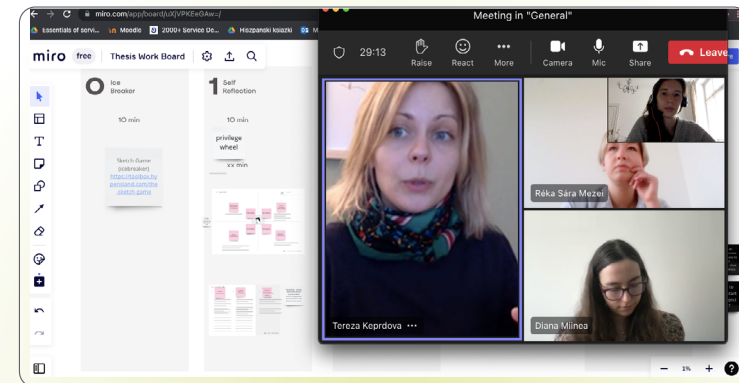 miro.com/app/board/uXjVPKEeGAw=/
Essentials of servi...
Moodle
2000+ Service De...
Hiszpanski ksiazki
miro
free
Thesis Work Board
0
Ice
Breaker
10 min
Sketch Game
(icebreaker)
https://toolbox.hy
perisland.com/the
-sketch-game
1
Self
Reflection
10 min
privilege
wheel
xx min
Meeting in "General"
29:13
Raise
React
More
Camera
Mic
Share
Leave
Tereza Keprdova
Réka Sára Mezei
Diana Miinea
1%